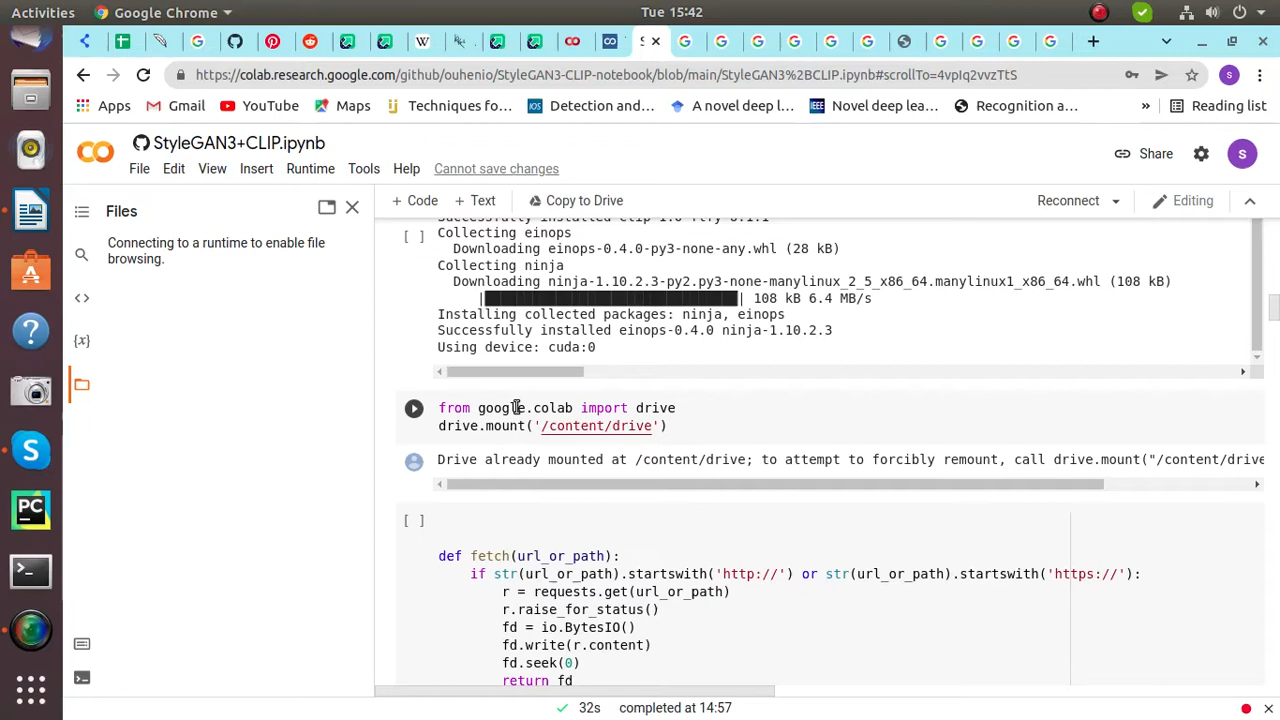 Activities
Google Chrome
Tue 15:42
S
https://colab.research.google.com/github/ouhenio/StyleGAN3-CLIP-notebook/blob/main/StyleGAN3%2BCLIP.ipynb#scrollTo=4vpIq2vvzTtS
S
Apps
Gmail
YouTube
Maps
Techniques fo...
Detection and...
A novel deep l...
Novel deep lea...
Recognition a...
»
Reading list
StyleGAN3+CLIP.ipynb
Share
S
File Edit View Insert Runtime Tools Help Cannot save changes
Files
+ Code + Text Copy to Drive
Reconnect
Editing
Connecting to a runtime to enable file
browsing.
Successfully installed clip-1.0 ftfy-6.1.1
[ ]
Collecting einops
Downloading einops-0.4.0-py3-none-any.whl (28 kB)
Collecting ninja
Downloading ninja-1.10.2.3-py2.py3-none-manylinux_2_5_x86_64.manylinux1_x86_64.whl (108 kB)
|████████████████████████████████| 108 kB 6.4 MB/s
Installing collected packages: ninja, einops
Successfully installed einops-0.4.0 ninja-1.10.2.3
Using device: cuda:0
from google.colab import drive
drive.mount('/content/drive')
Drive already mounted at /content/drive; to attempt to forcibly remount, call drive.mount("/content/drive
[ ]
def fetch(url_or_path):
if str(url_or_path).startswith('http://') or str(url_or_path).startswith('https://'):
r = requests.get(url_or_path)
r.raise_for_status()
fd = io.BytesIO()
fd.write(r.content)
fd.seek(0)
return fd
32s completed at 14:57